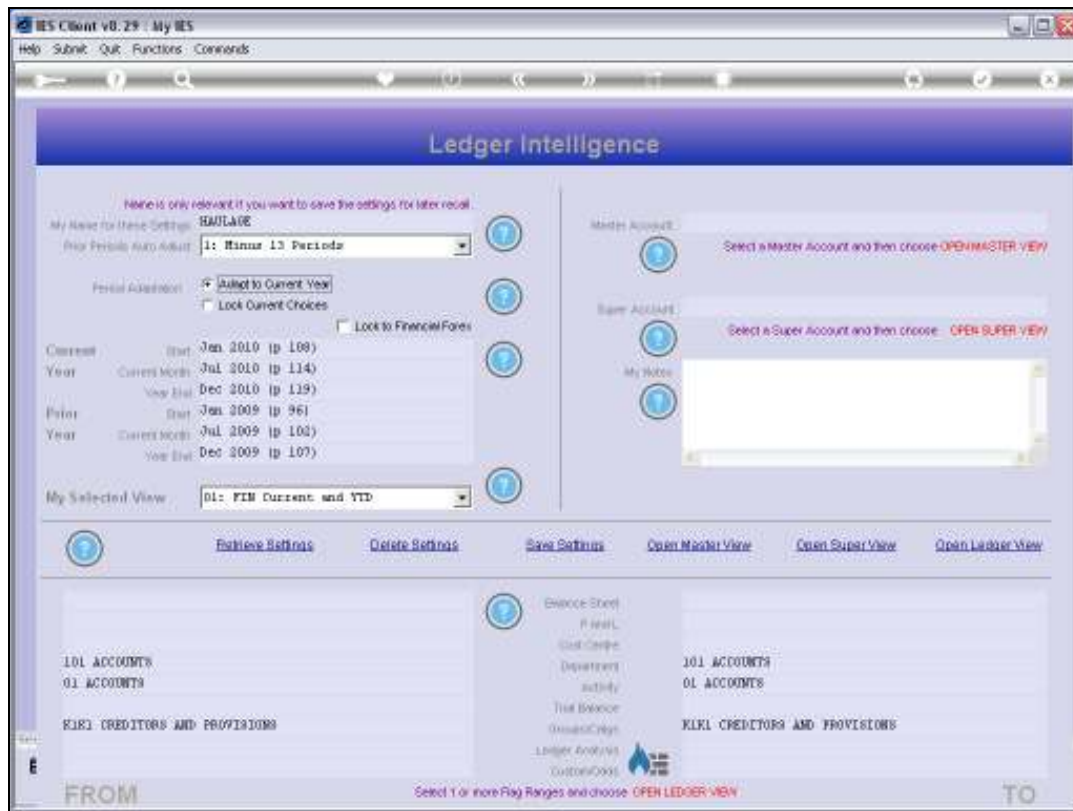 IES Client v8.29 : My IES
Help Submit Quit Functions Commands
Ledger Intelligence
Name is only relevant if you want to save the settings for later recall.
My Name for these Settings HAULAGE
Prior Periods Auto Adjust 1: Minus 13 Periods
Period Adaptation Adapt to Current Year
Lock Current Choices
Lock to Financial Forex
Current Start Jan 2010 (p 108)
Year Current Month Jul 2010 (p 114)
Year End Dec 2010 (p 119)
Prior Start Jan 2009 (p 96)
Year Current Month Jul 2009 (p 102)
Year End Dec 2009 (p 107)
My Selected View 01: FIN Current and YTD
Master Account
Select a Master Account and then choose OPEN MASTER VIEW
Super Account
Select a Super Account and then choose OPEN SUPER VIEW
My Notes
Retrieve Settings Delete Settings Save Settings Open Master View Open Super View Open Ledger View
Balance Sheet
P and L
Cost Centre
101 ACCOUNTS Department 101 ACCOUNTS
01 ACCOUNTS Activity 01 ACCOUNTS
Trial Balance
K1K1 CREDITORS AND PROVISIONS K1K1 CREDITORS AND PROVISIONS
Ledger Analysis
FROM Select 1 or more Flag Ranges and choose OPEN LEDGER VIEW TO